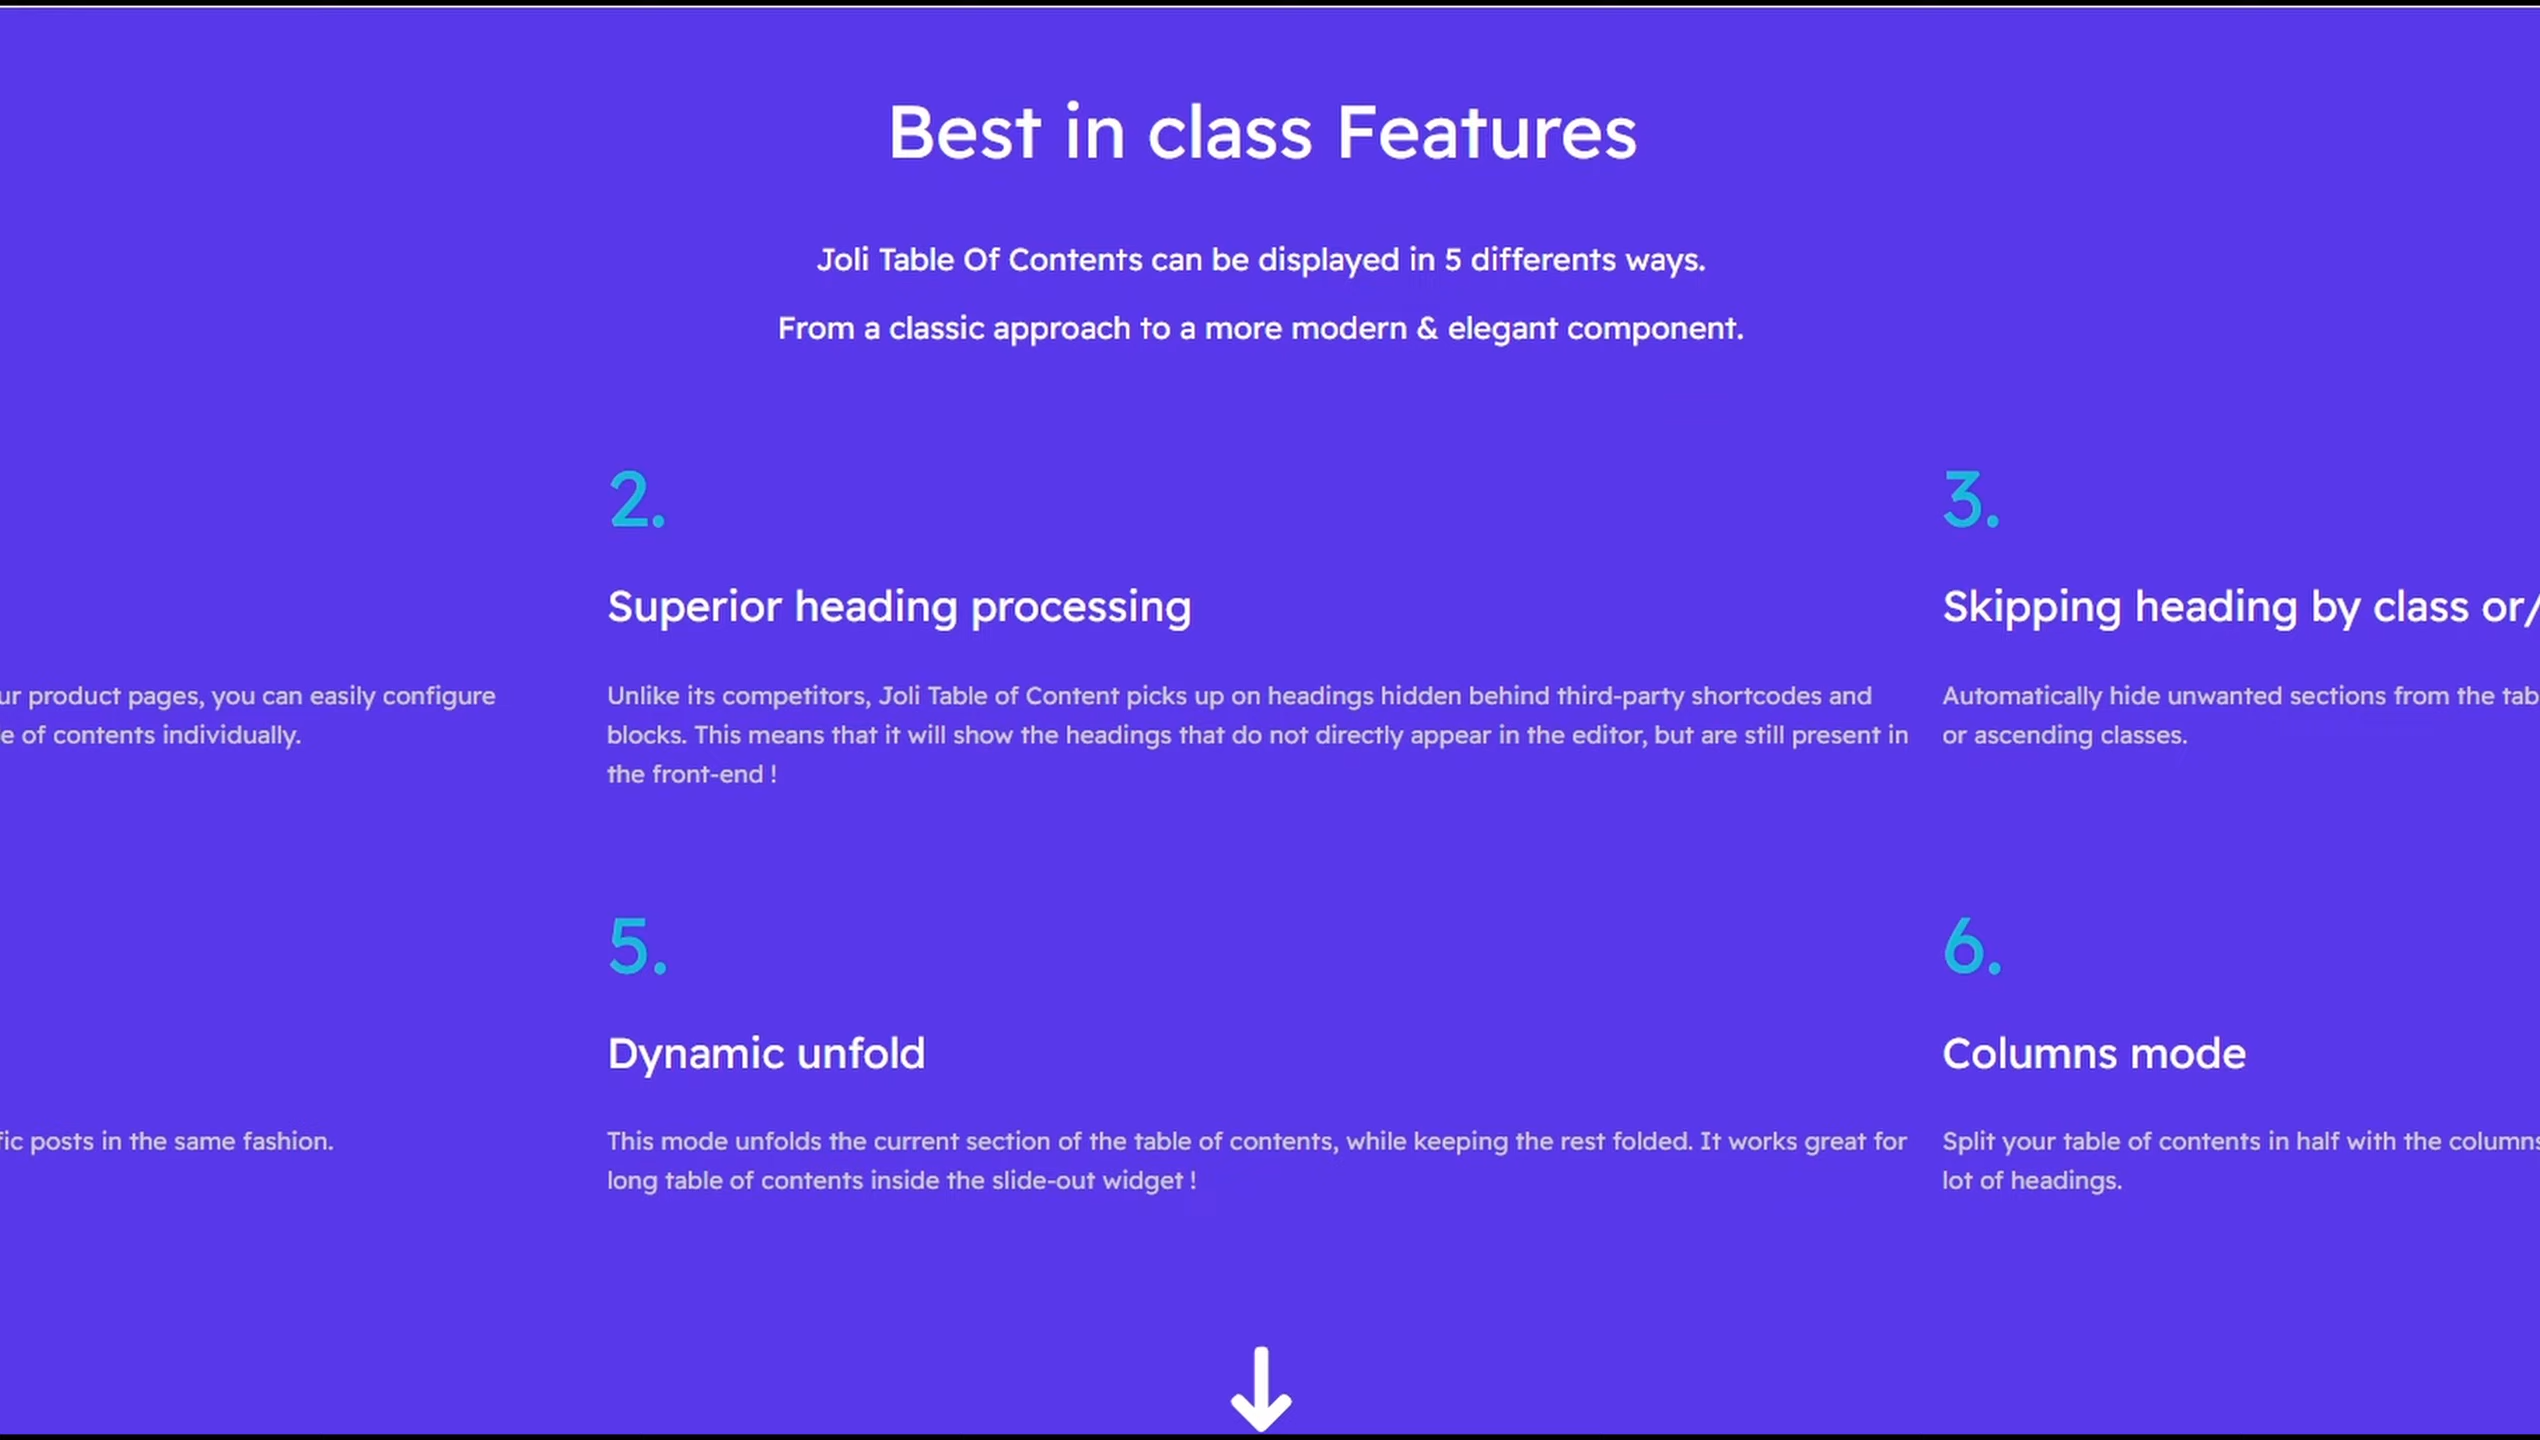 Best in class Features
Joli Table Of Contents can be displayed in 5 differents ways.
From a classic approach to a more modern & elegant component.
product pages, you can easily configure
of contents individually.
2.
Superior heading processing
Unlike its competitors, Joli Table of Content picks up on headings hidden behind third-party shortcodes and
blocks. This means that it will show the headings that do not directly appear in the editor, but are still present in
the front-end !
3.
Skipping heading by class or/
Automatically hide unwanted sections from the
or ascending classes.
posts in the same fashion.
5.
Dynamic unfold
This mode unfolds the current section of the table of contents, while keeping the rest folded. It works great for
long table of contents inside the slide-out widget !
6.
Columns mode
Split your table of contents in half with the columns
lot of headings.